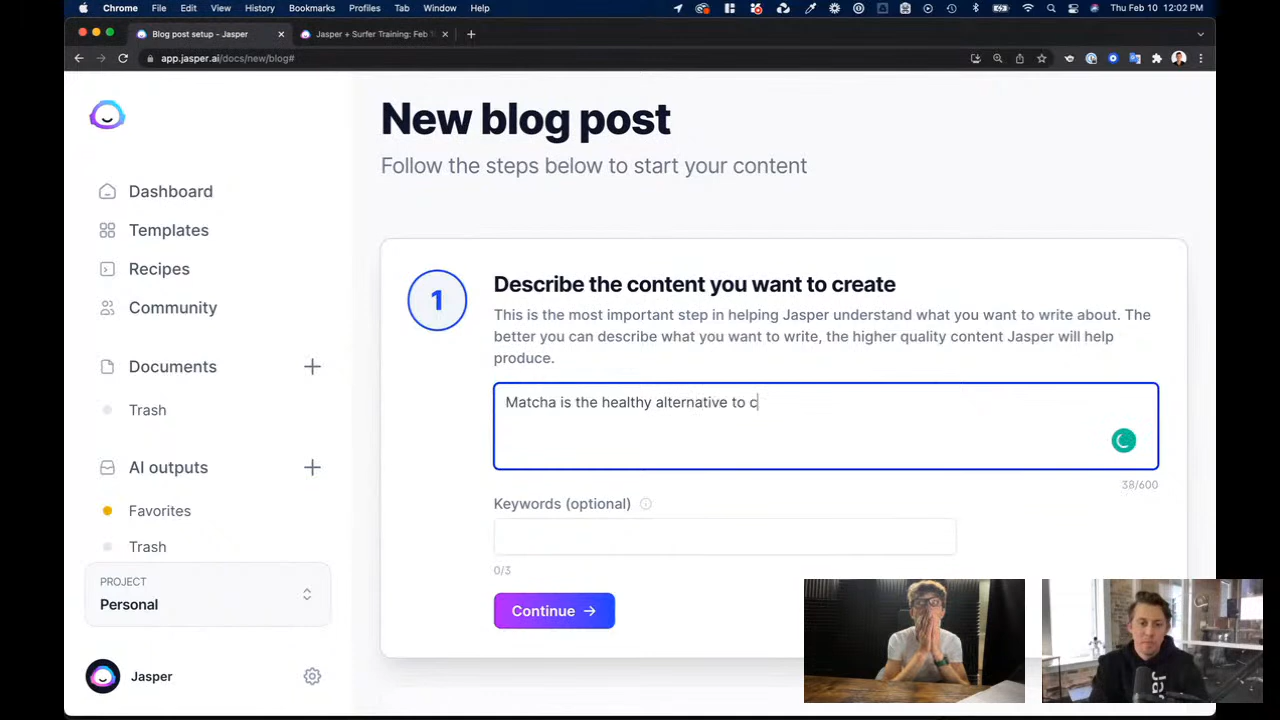 Chrome File Edit View History Bookmarks Profiles Tab Window Help
Thu Feb 10 12:02 PM
Blog post setup - Jasper
Jasper + Surfer Training: Feb
app.jasper.ai/docs/new/blog#
New blog post
Follow the steps below to start your content
Dashboard
Templates
Recipes
Community
Documents
Trash
AI outputs
Favorites
Trash
PROJECT
Personal
Jasper
1
Describe the content you want to create
This is the most important step in helping Jasper understand what you want to write about. The
better you can describe what you want to write, the higher quality content Jasper will help
produce.
Matcha is the healthy alternative to c
38/600
Keywords (optional)
0/3
Continue →